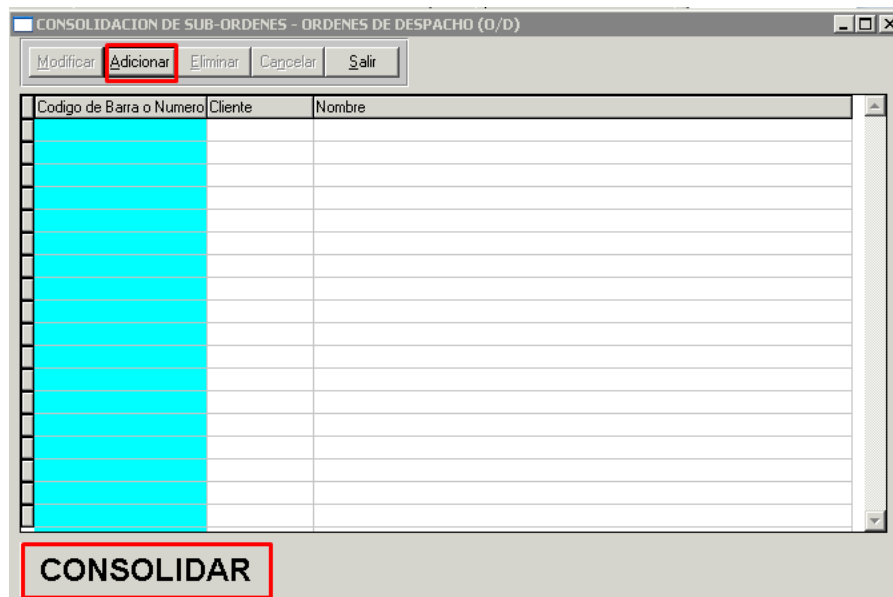 CONSOLIDACION DE SUB-ORDENES - ORDENES DE DESPACHO (O/D)
Modificar Adicionar Eliminar Cancelar Salir
Codigo de Barra o Numero Cliente Nombre
CONSOLIDAR